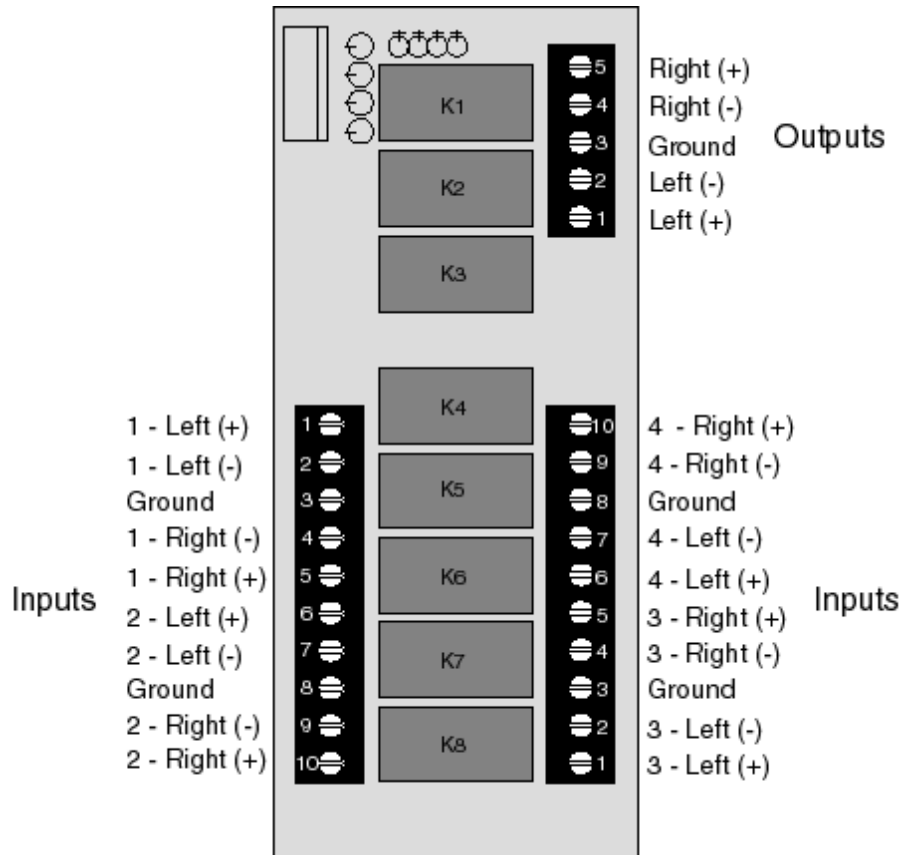 K1
K2
K3
K4
K5
K6
K7
K8
5 Right (+)
4 Right (-)
3 Ground
2 Left (-)
1 Left (+)
Outputs
Inputs
1 - Left (+) 1
1 - Left (-) 2
Ground 3
1 - Right (-) 4
1 - Right (+) 5
2 - Left (+) 6
2 - Left (-) 7
Ground 8
2 - Right (-) 9
2 - Right (+) 10
10 4 - Right (+)
9 4 - Right (-)
8 Ground
7 4 - Left (-)
6 4 - Left (+)
5 3 - Right (+)
4 3 - Right (-)
3 Ground
2 3 - Left (-)
1 3 - Left (+)
Inputs